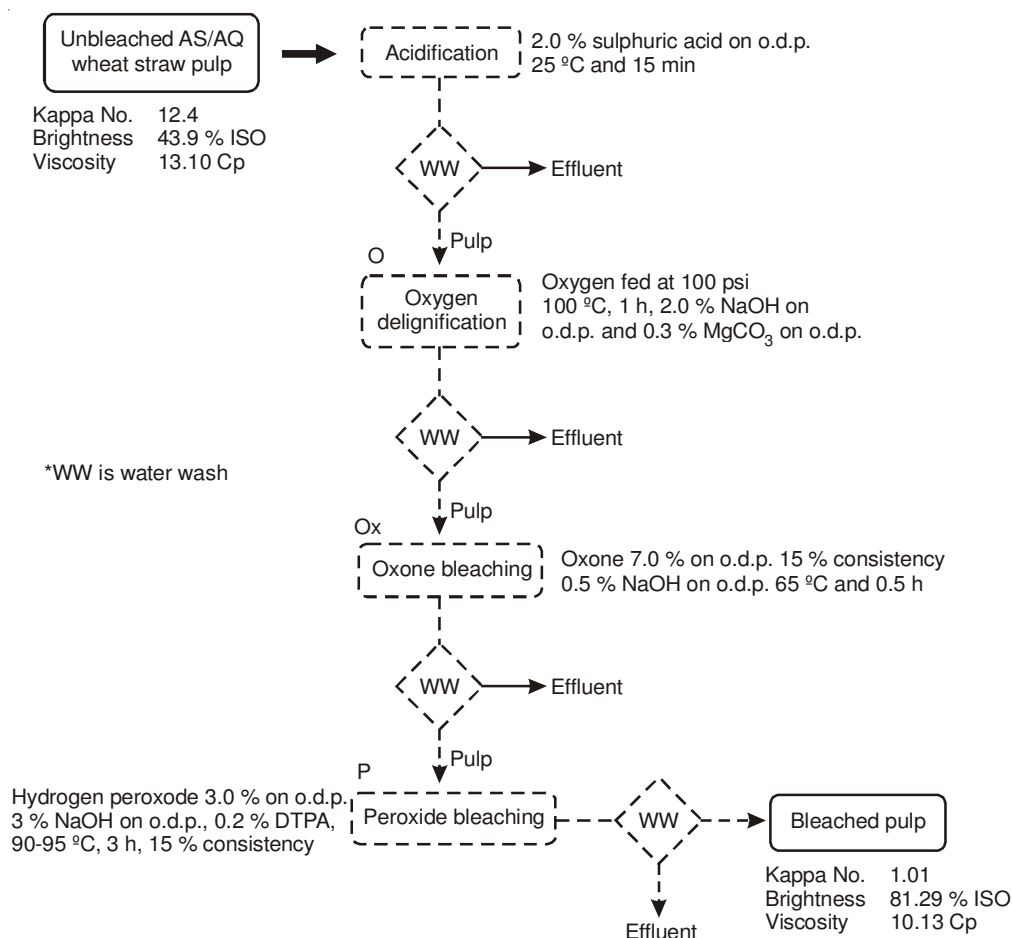 Unbleached AS/AQ
wheat straw pulp
Acidification
2.0 % sulphuric acid on o.d.p.
25 ºC and 15 min
Kappa No. 12.4
Brightness 43.9 % ISO
Viscosity 13.10 Cp
WW
Effluent
Pulp
O
Oxygen
delignification
Oxygen fed at 100 psi
100 ºC, 1 h, 2.0 % NaOH on
o.d.p. and 0.3 % MgCO3 on o.d.p.
WW
Effluent
*WW is water wash
Pulp
Ox
Oxone bleaching
Oxone 7.0 % on o.d.p. 15 % consistency
0.5 % NaOH on o.d.p. 65 ºC and 0.5 h
WW
Effluent
Pulp
P
Hydrogen peroxode 3.0 % on o.d.p.
3 % NaOH on o.d.p., 0.2 % DTPA,
90-95 ºC, 3 h, 15 % consistency
Peroxide bleaching
WW
Bleached pulp
Kappa No. 1.01
Brightness 81.29 % ISO
Viscosity 10.13 Cp
Effluent